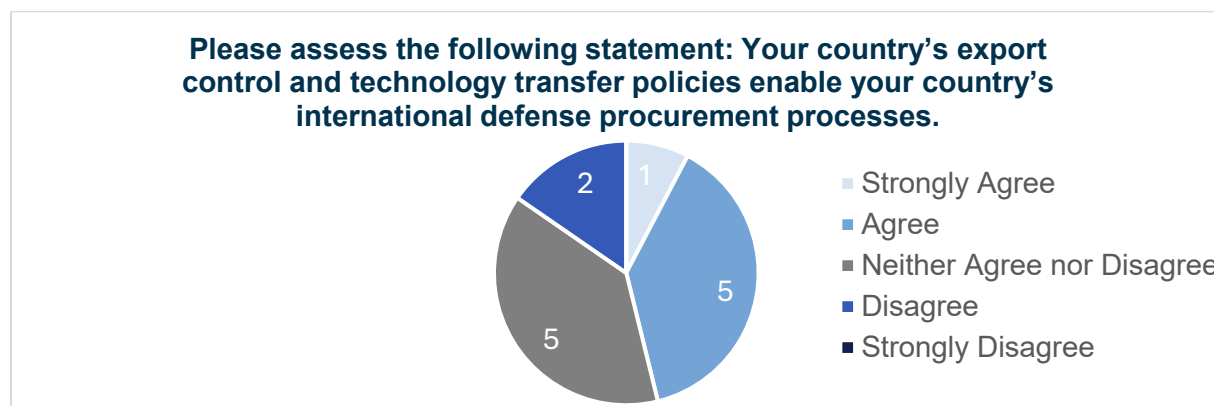 Please assess the following statement: Your country’s export
control and technology transfer policies enable your country’s
international defense procurement processes.
1
2
5
5
Strongly Agree
Agree
Neither Agree nor Disagree
Disagree
Strongly Disagree